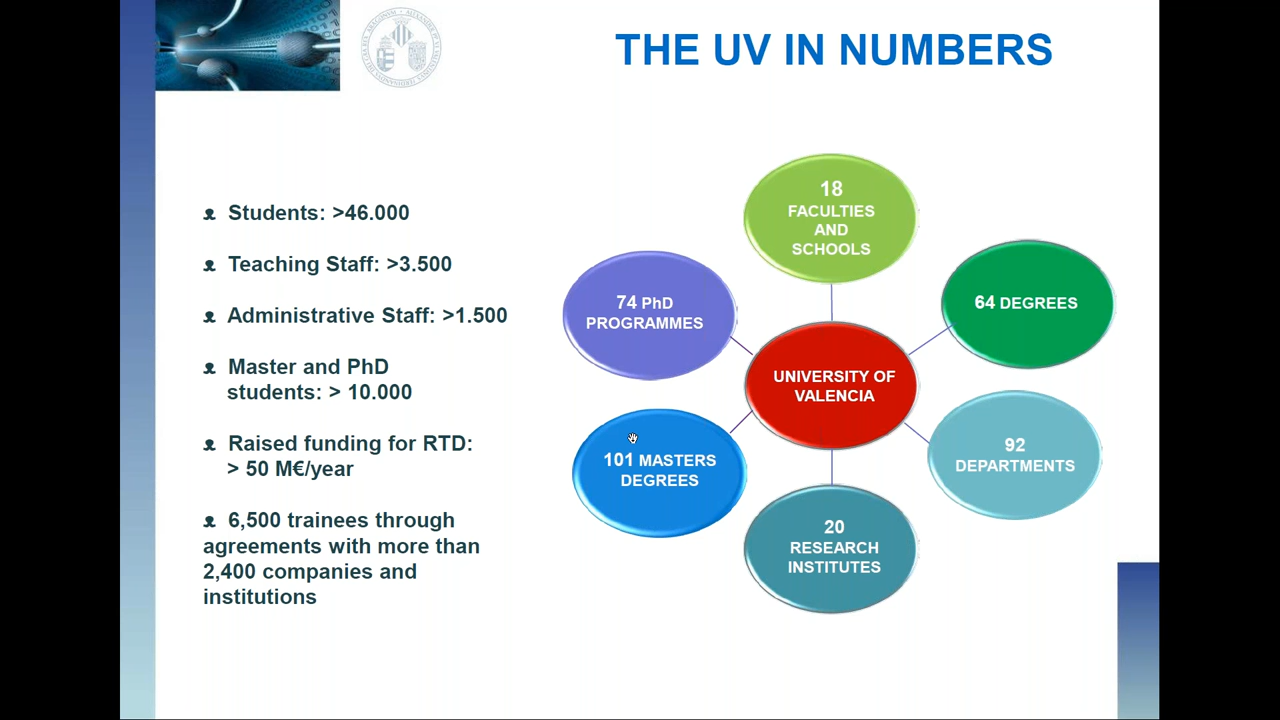 THE UV IN NUMBERS
Students: >46.000
Teaching Staff: >3.500
Administrative Staff: >1.500
Master and PhD
students: > 10.000
Raised funding for RTD:
> 50 M€/year
6,500 trainees through
agreements with more than
2,400 companies and
institutions
18
FACULTIES
AND
SCHOOLS
74 PhD
PROGRAMMES
64 DEGREES
UNIVERSITY OF
VALENCIA
101 MASTERS
DEGREES
92
DEPARTMENTS
20
RESEARCH
INSTITUTES